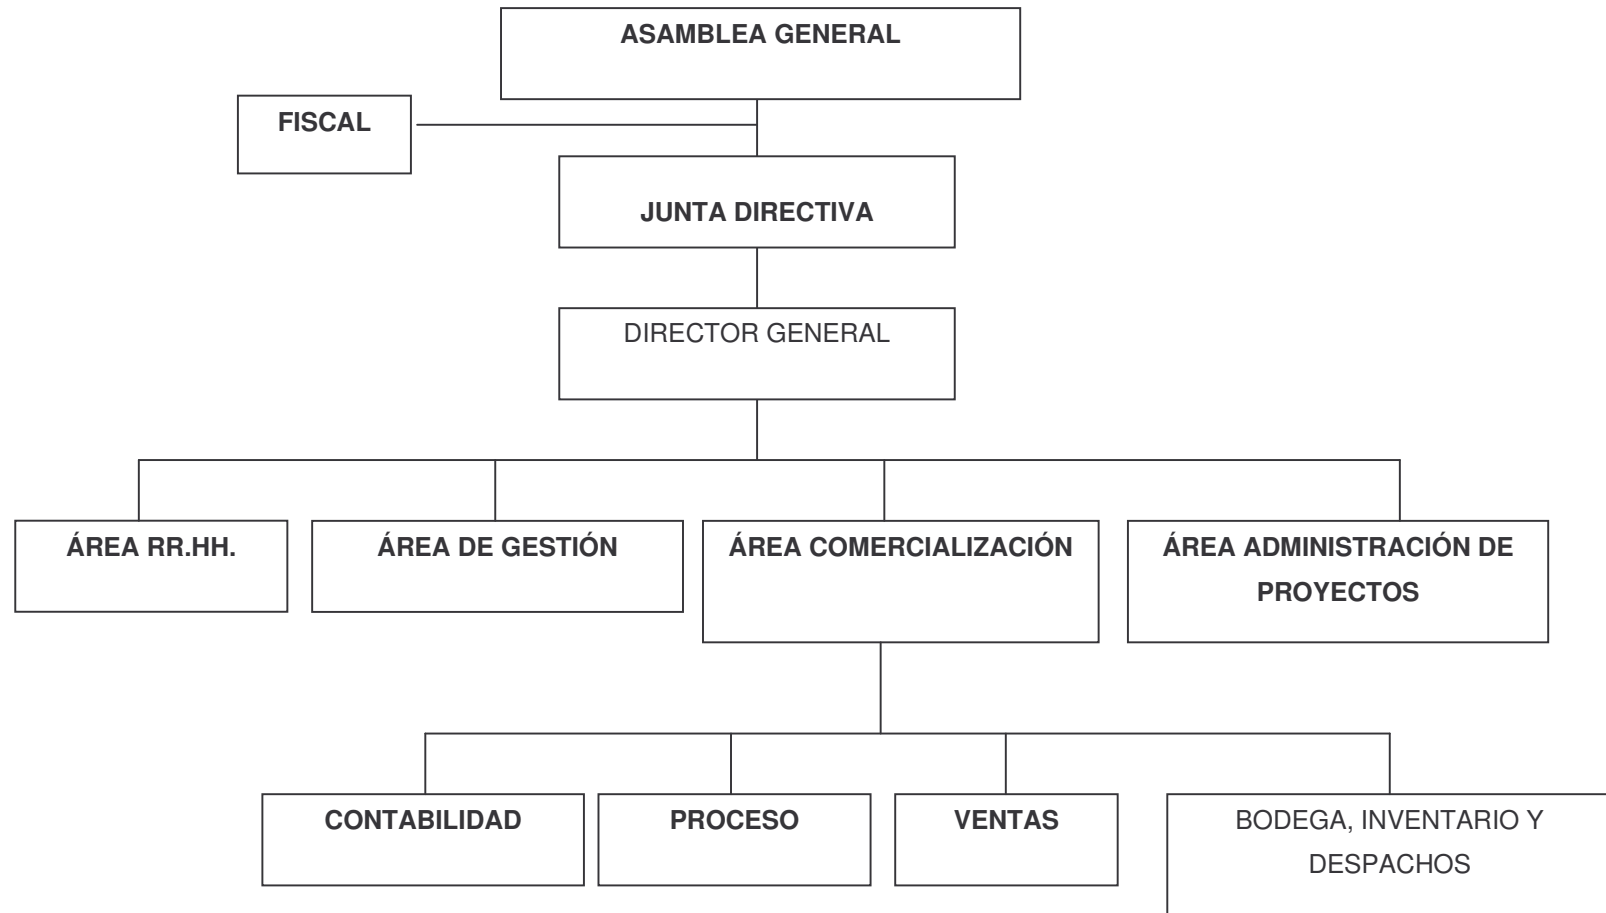 ASAMBLEA GENERAL
FISCAL
JUNTA DIRECTIVA
DIRECTOR GENERAL
ÁREA RR.HH.
ÁREA DE GESTIÓN
ÁREA COMERCIALIZACIÓN
ÁREA ADMINISTRACIÓN DE
PROYECTOS
CONTABILIDAD
PROCESO
VENTAS
BODEGA, INVENTARIO Y
DESPACHOS